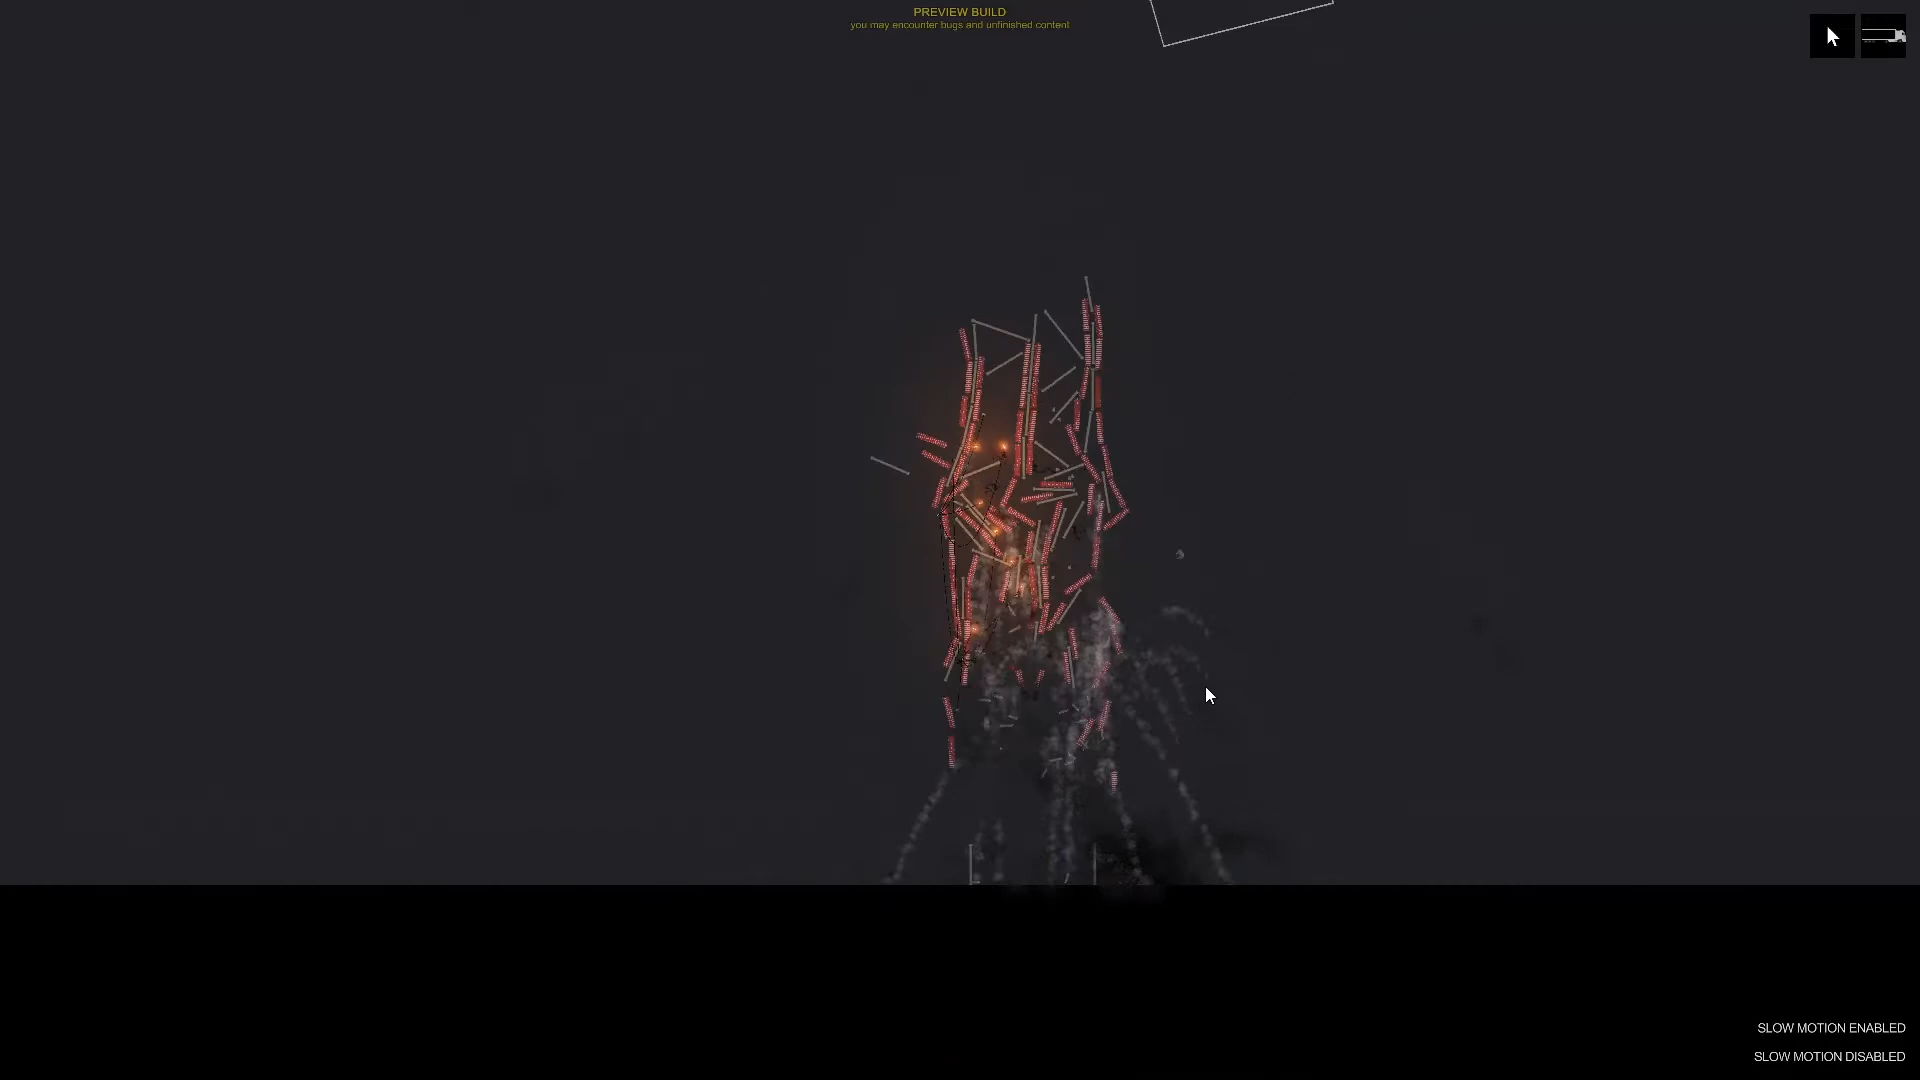 PREVIEW BUILD
you may encounter bugs and unfinished content
SLOW MOTION ENABLED
SLOW MOTION DISABLED